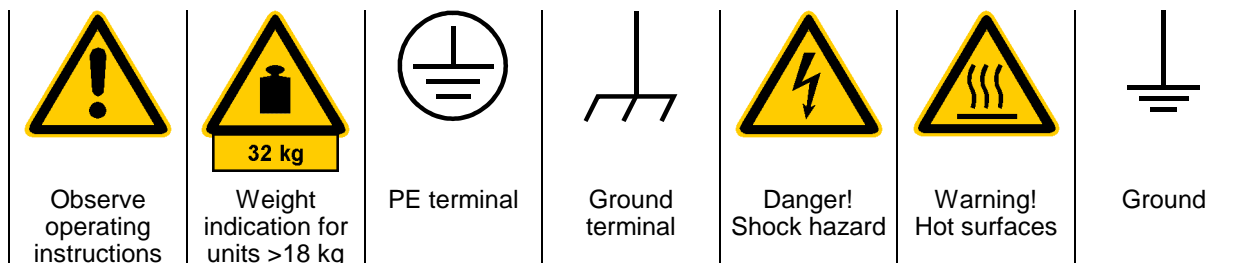 32 kg
Observe
operating
instructions
Weight
indication for
units >18 kg
PE terminal
Ground
terminal
Danger!
Shock hazard
Warning!
Hot surfaces
Ground